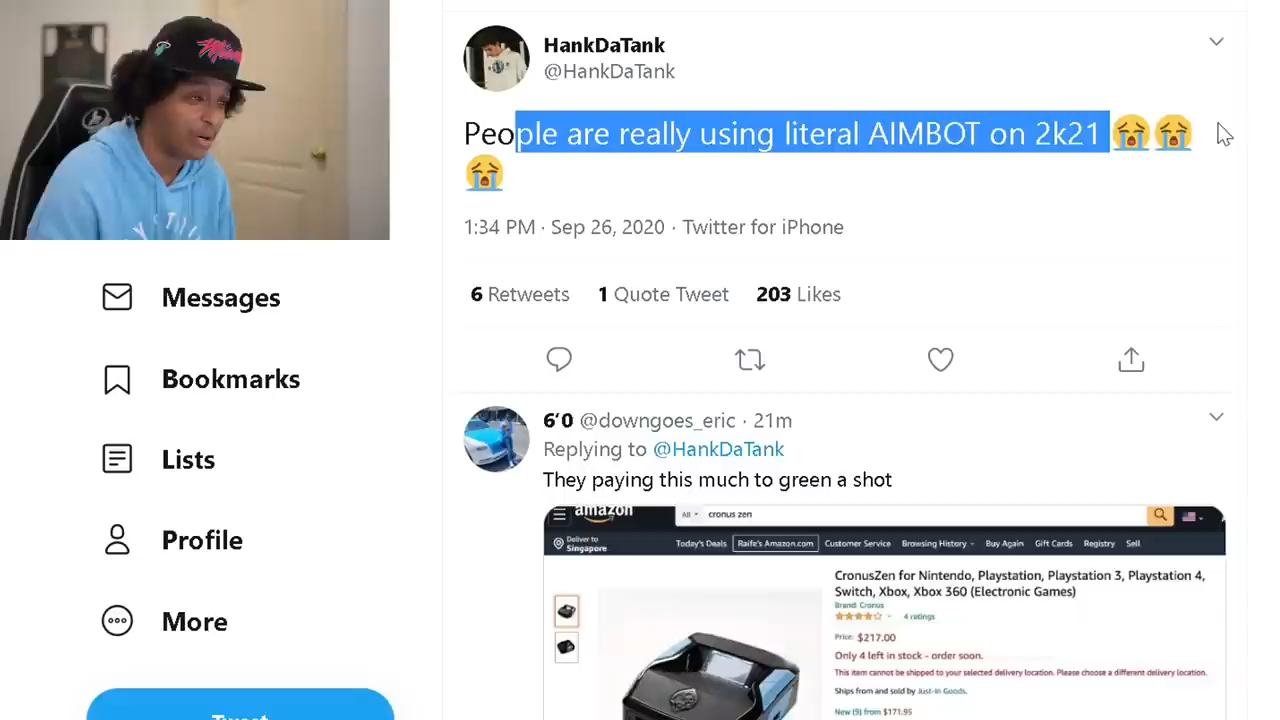 HankDaTank
@HankDaTank
People are really using literal AIMBOT on 2k21 😭😭
😭
1:34 PM · Sep 26, 2020 · Twitter for iPhone
6 Retweets 1 Quote Tweet 203 Likes
6'0 @downgoes_eric · 21m
Replying to @HankDaTank
They paying this much to green a shot
amazon
All
cronus zen
Deliver to
Singapore
Today's Deals Raife's Amazon.com Customer Service Browsing History Buy Again Gift Cards Registry Sell
CronusZen for Nintendo, Playstation, Playstation 3, Playstation 4,
Switch, Xbox, Xbox 360 (Electronic Games)
Brand: Cronus
4 ratings
Price: $217.00
Only 4 left in stock - order soon.
This item cannot be shipped to your selected delivery location. Please choose a different delivery location.
Ships from and sold by Just-In Goods.
New (9) from $171.95
Messages
Bookmarks
Lists
Profile
More
Tweet